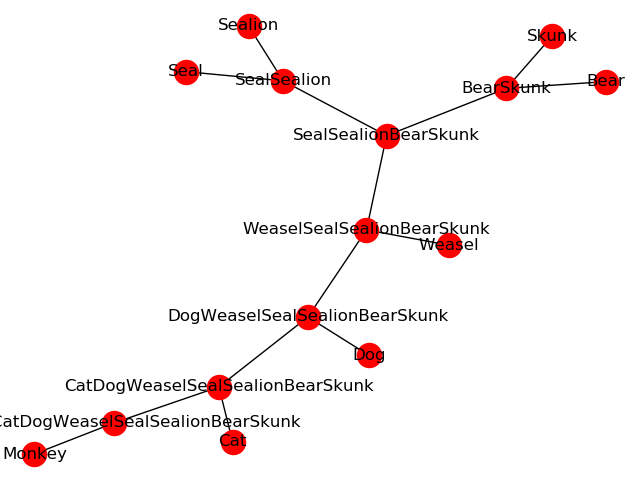 Sealion
Skunk
Seal
SealSealion
BearSkunk
Bear
SealSealionBearSkunk
WeaselSealSealionBearSkunk
Weasel
DogWeaselSealSealionBearSkunk
Dog
CatDogWeaselSealSealionBearSkunk
CatDogWeaselSealSealionBearSkunk
Cat
Monkey